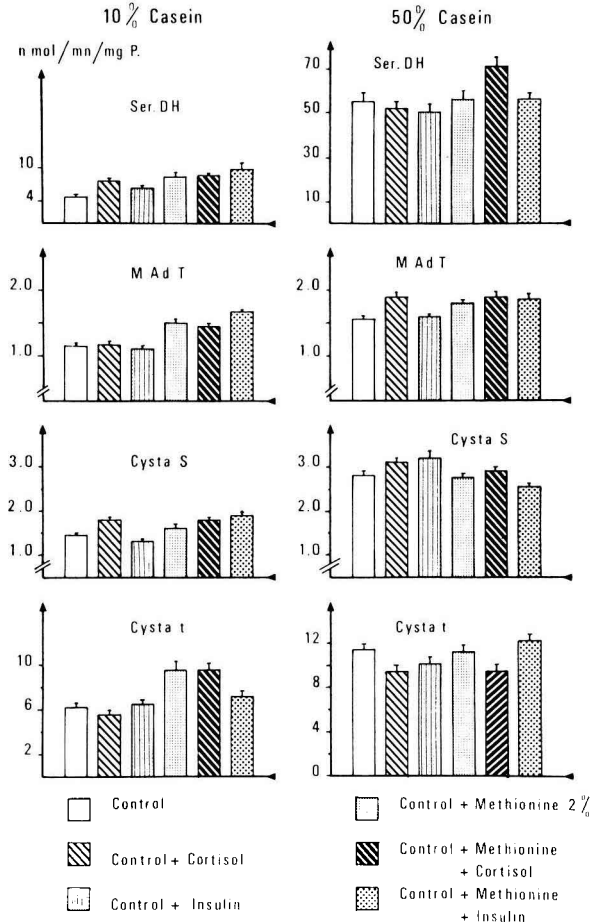 10% Casein
50% Casein
n mol/mn/mg P.
Ser. DH
10
4
Ser. DH
70
50
30
10
M Ad T
2.0
1.0
M Ad T
2.0
1.0
Cysta S
3.0
2.0
1.0
Cysta S
3.0
2.0
1.0
Cysta t
10
6
2
Cysta t
12
8
4
0
Control
Control + Cortisol
Control + Insulin
Control + Methionine 2%
Control + Methionine
+ Cortisol
Control + Methionine
+ Insulin